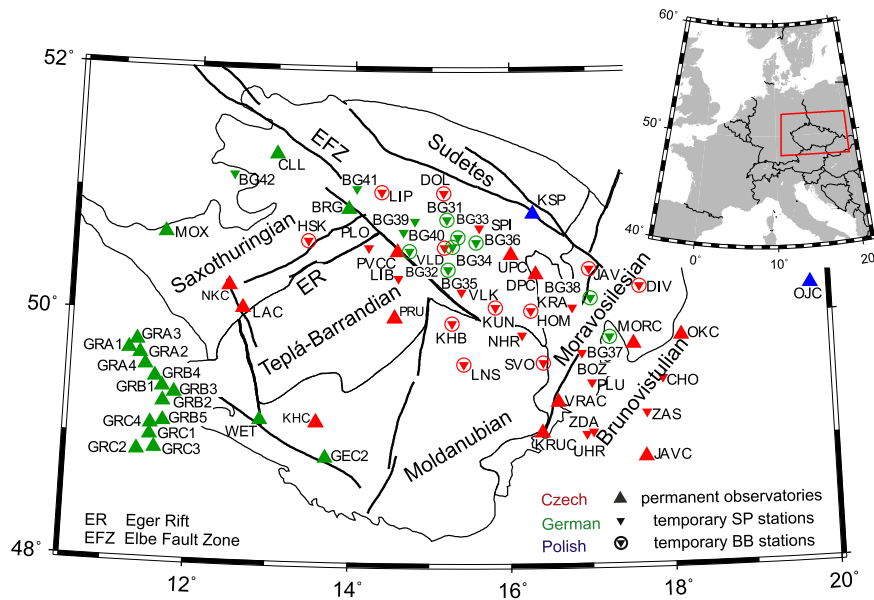 60°
50°
40°
0°
10°
20°
52°
50°
48°
12
14
16
18
20
EFZ
Sudetes
Saxothuringian
ER
Teplá-Barrandian
Moldanubian
Moravosilesian
Brunovistulian
CLL
BG42
BG41
LIP
DOL
KSP
BRG
BG31
MOX
HSK
PLO
BG39
BG33
SPI
BG40
BG36
PVCC
VLD
BG34
UPC
JAV
LIB
BG32
BG35
DPC
BG38
DIV
OJC
NKC
LAC
PRU
VLK
KRA
KUN
HOM
MORC
OKC
KHB
NHR
BG37
GRA3
GRA1
GRA2
GRA4
GRB4
GRB1
GRB3
GRB2
GRC4
GRB5
GRC1
GRC2
GRC3
LNS
SVO
BOZ
PLU
CHO
WET
KHC
GEC2
VRAC
ZDA
ZAS
KRUC
UHR
JAVC
ER Eger Rift
EFZ Elbe Fault Zone
Czech
German
Polish
permanent observatories
temporary SP stations
temporary BB stations